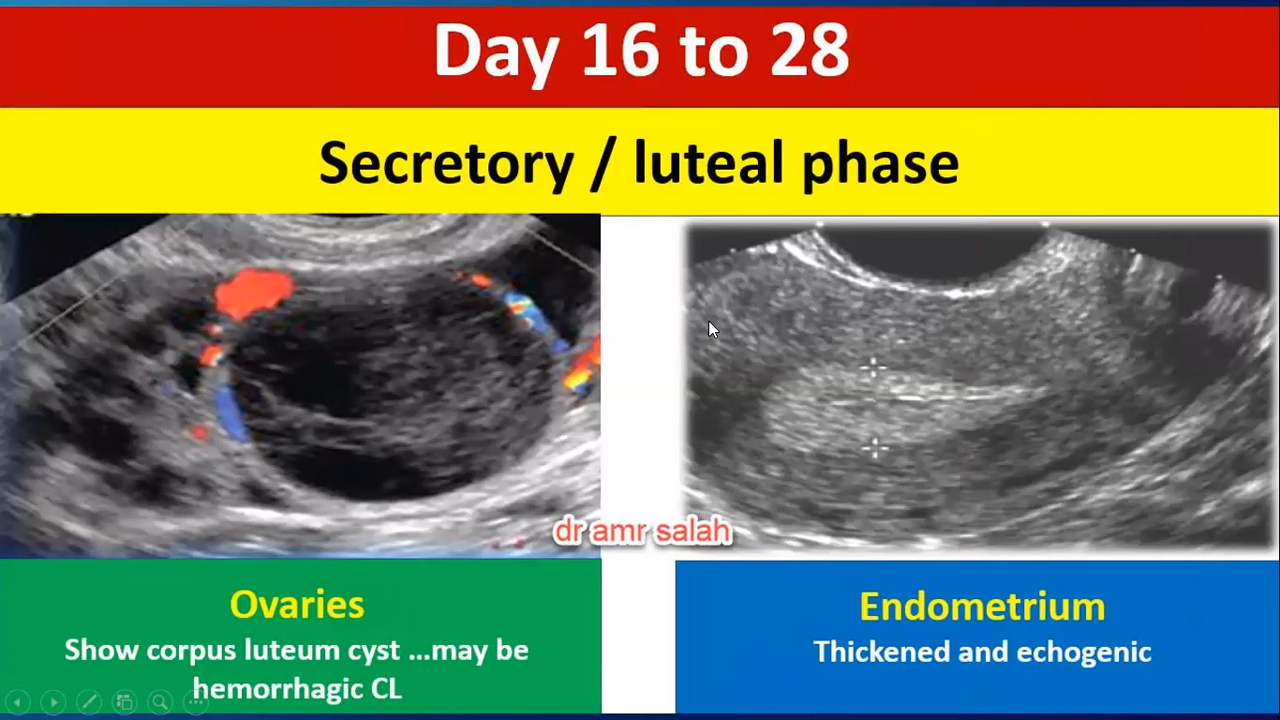 Day 16 to 28
Secretory / luteal phase
dr amr salah
Ovaries
Show corpus luteum cyst ...may be
hemorrhagic CL
Endometrium
Thickened and echogenic